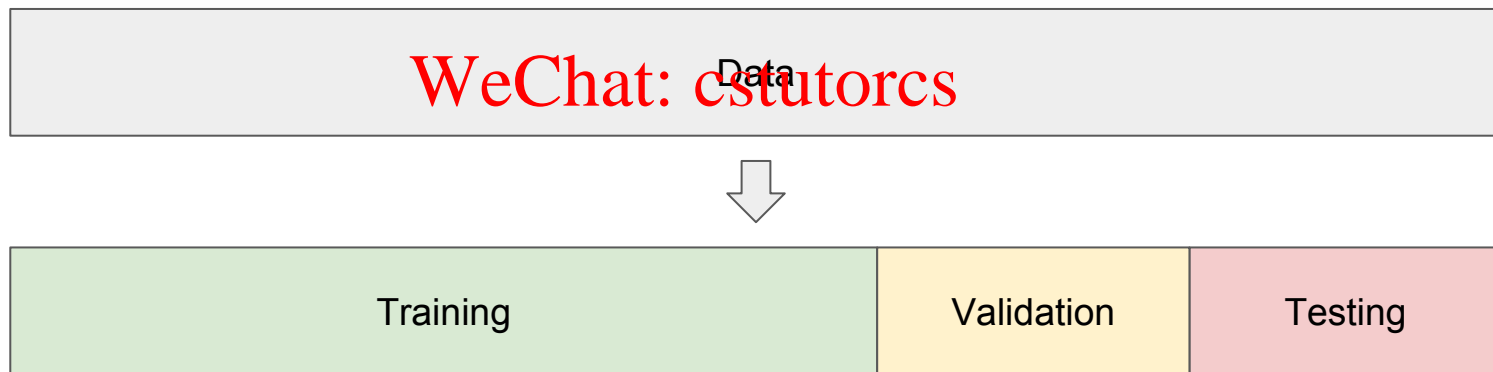 Data
WeChat: cstutorcs
Training
Validation
Testing